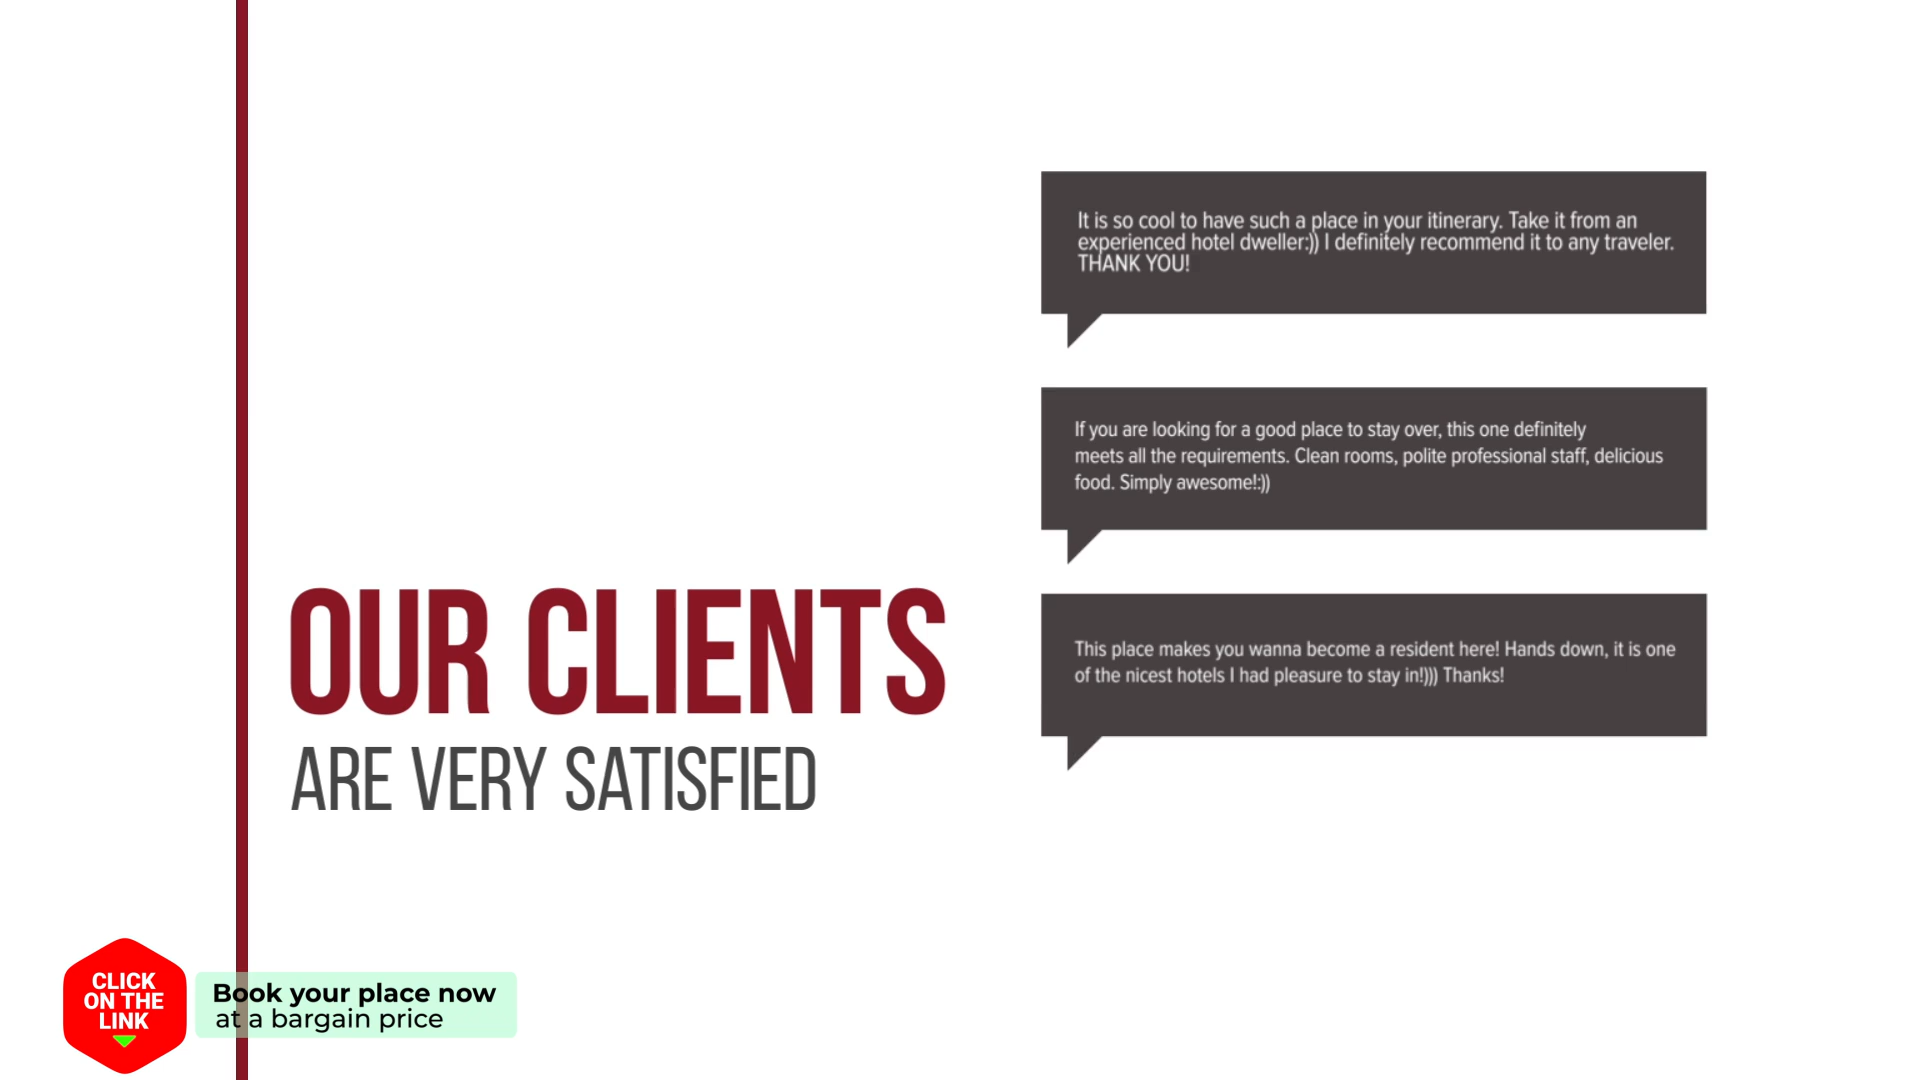 It is so cool to have such a place in your itinerary. Take it from an
experienced hotel dweller:)) I definitely recommend it to any traveler.
THANK YOU!
If you are looking for a good place to stay over, this one definitely
meets all the requirements. Clean rooms, polite professional staff, delicious
food. Simply awesome!:))
This place makes you wanna become a resident here! Hands down, it is one
of the nicest hotels I had pleasure to stay in!))) Thanks!
OUR CLIENTS
ARE VERY SATISFIED
CLICK
ON THE
LINK
Book your place now
at a bargain price